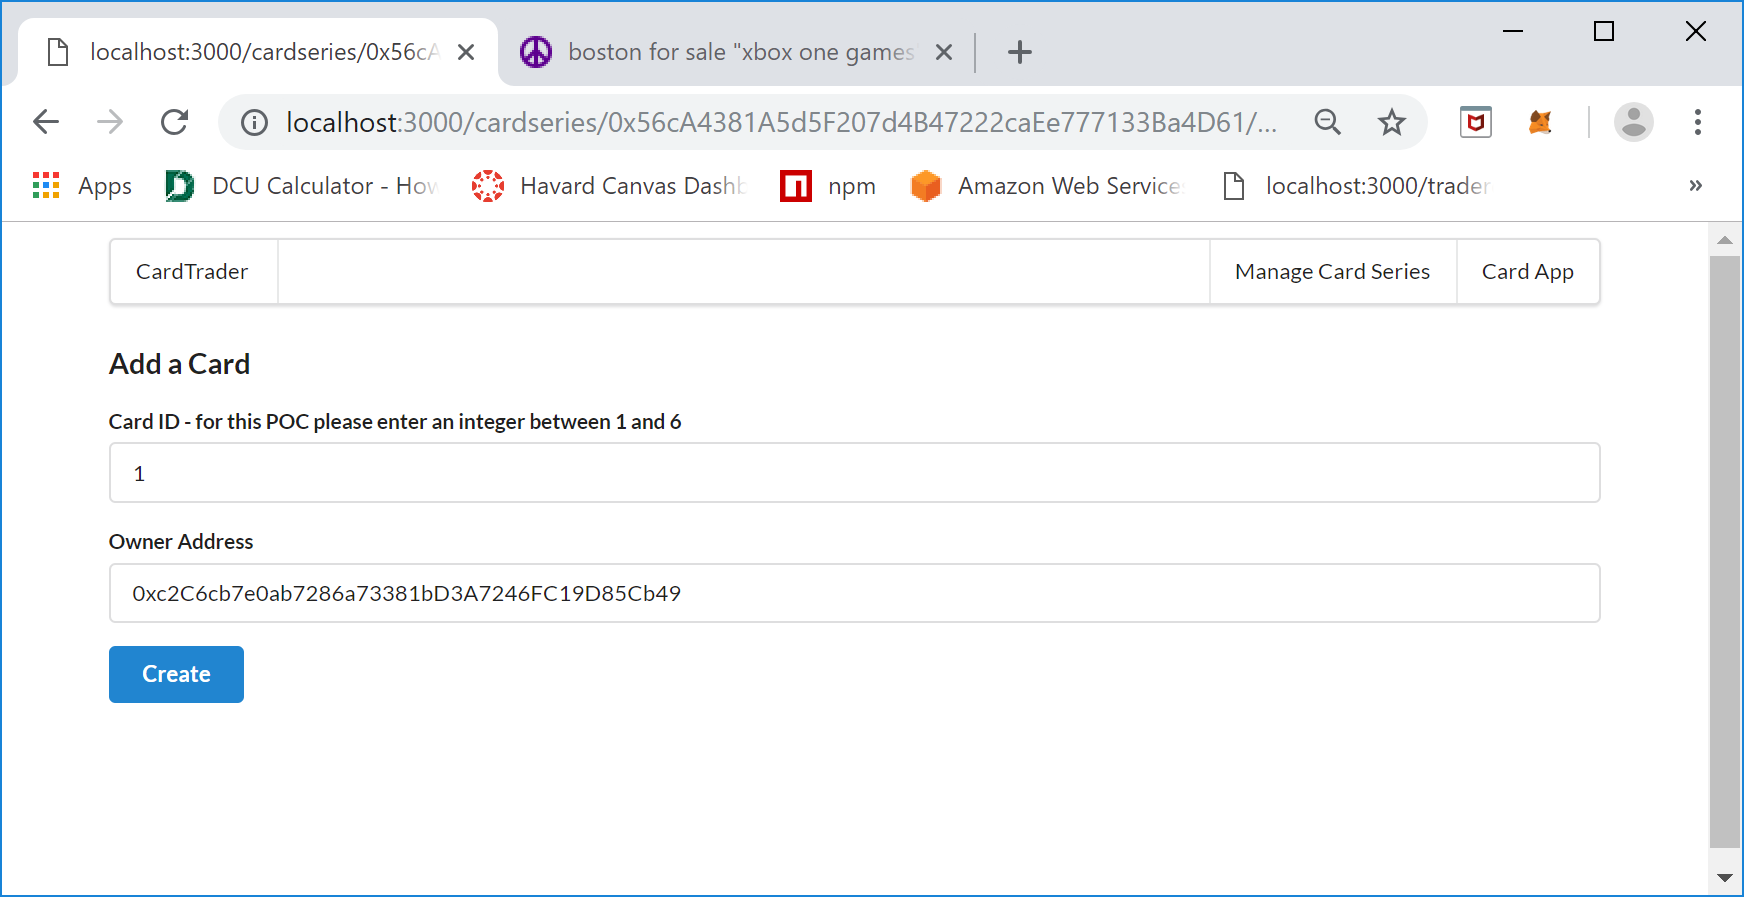 localhost:3000/cardseries/0x56cA
boston for sale "xbox one games"
localhost:3000/cardseries/0x56cA4381A5d5F207d4B47222caEe777133Ba4D61/...
Apps
DCU Calculator - How
Havard Canvas Dashb
npm
Amazon Web Services
localhost:3000/trader
»
CardTrader
Manage Card Series
Card App
Add a Card
Card ID - for this POC please enter an integer between 1 and 6
1
Owner Address
0xc2C6cb7e0ab7286a73381bD3A7246FC19D85Cb49
Create